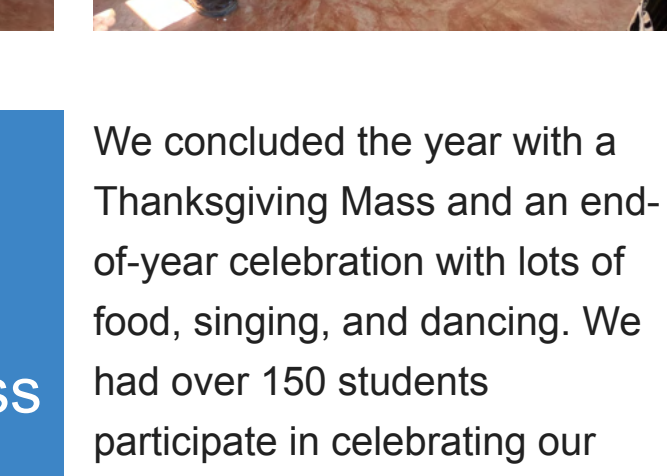 We concluded the year with a
Thanksgiving Mass and an end-
of-year celebration with lots of
food, singing, and dancing. We
had over 150 students
participate in celebrating our
ss